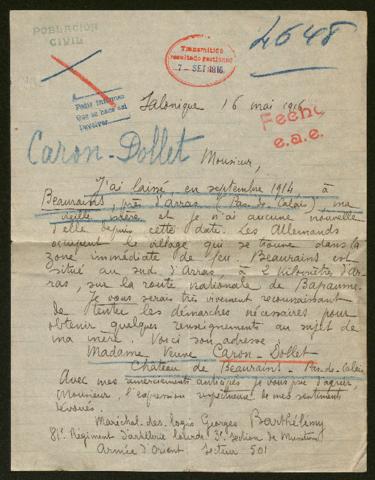 POBLACIÓN
CIVIL
Transmitido
resultado gestiones
7 - SET 1916
4648
Salonique 16 mai 1916
Pedir informes
Fecho
e.a.e.
Caron-Dollet
Monsieur,
J'ai laissé, en septembre 1914 à
Beaurains, près d'Arras (Pas de Calais), ma
vieille mère et je n'ai aucune nouvelle
d'elle depuis cette date. Les Allemands
occupent le village qui se trouve dans la
zone immédiate de feu. Beaurains est
situé au sud d'Arras, à 2 kilomètres d'Ar-
ras, sur la route nationale de Bapaume.
Je vous serais très vivement reconnaissant
de tenter les démarches nécessaires pour
obtenir quelques renseignements au sujet de
ma mère. Voici son adresse
Madame Veuve Caron-Dollet
Château de Beaurains - Pas-de-Calais
Avec mes remerciements anticipés, je vous prie d'agréer,
Monsieur, l'expression respectueuse de mes sentiments
dévoués.
Maréchal des logis Georges Barthélemy
81e Régiment d'artillerie lourde 3e Section de Munitions
Armée d'Orient. Secteur 501